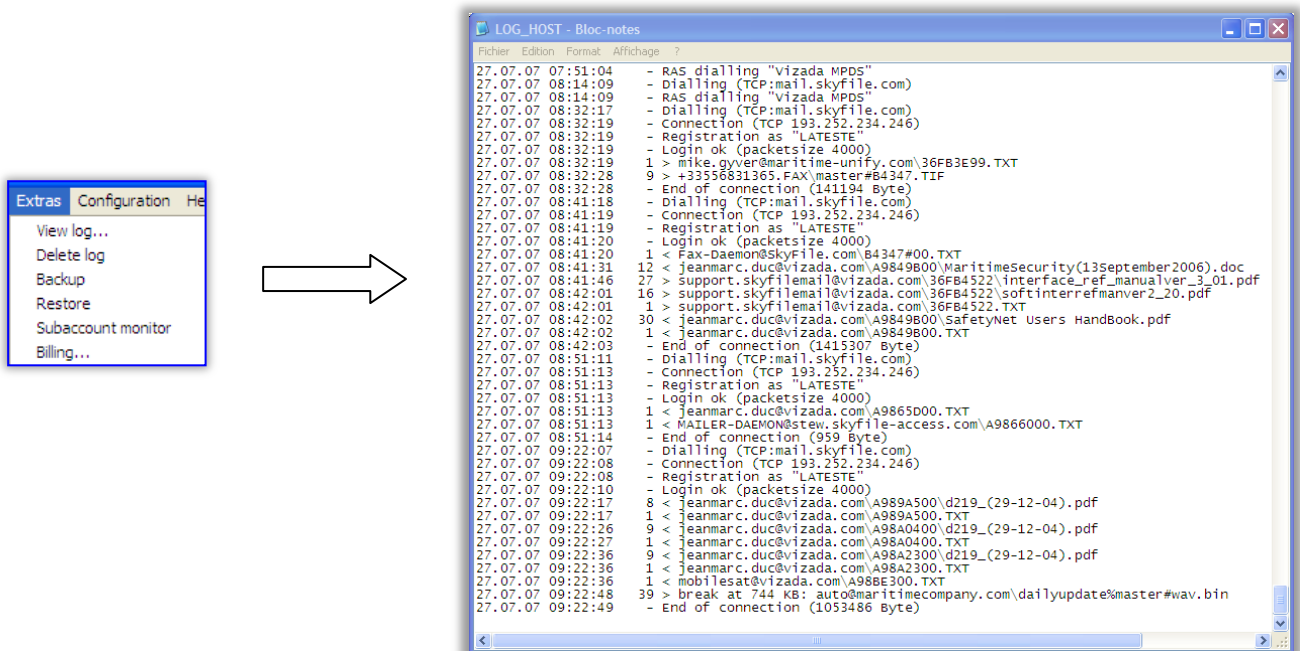 Extras Configuration He
View log...
Delete log
Backup
Restore
Subaccount monitor
Billing...
LOG_HOST - Bloc-notes
Fichier Edition Format Affichage ?
27.07.07 07:51:04 - RAS dialling "Vizada MPDS"
27.07.07 08:14:09 - Dialling (TCP:mail.skyfile.com)
27.07.07 08:14:09 - RAS dialling "Vizada MPDS"
27.07.07 08:32:17 - Dialling (TCP:mail.skyfile.com)
27.07.07 08:32:19 - Connection (TCP 193.252.234.246)
27.07.07 08:32:19 - Registration as "LATESTE"
27.07.07 08:32:19 - Login ok (packetsize 4000)
27.07.07 08:32:19 1 > mike.gyver@maritime-unify.com\36FB3E99.TXT
27.07.07 08:32:28 9 > +33556831365.FAX\master#B4347.TIF
27.07.07 08:32:28 - End of connection (141194 Byte)
27.07.07 08:41:18 - Dialling (TCP:mail.skyfile.com)
27.07.07 08:41:19 - Connection (TCP 193.252.234.246)
27.07.07 08:41:19 - Registration as "LATESTE"
27.07.07 08:41:20 - Login ok (packetsize 4000)
27.07.07 08:41:20 1 < Fax-Daemon@SkyFile.com\B4347#00.TXT
27.07.07 08:41:31 12 < jeanmarc.duc@vizada.com\A9849B00\MaritimeSecurity(13September2006).doc
27.07.07 08:41:46 27 > support.skyfilemail@vizada.com\36FB4522\interface_ref_manualver_3_01.pdf
27.07.07 08:42:01 16 > support.skyfilemail@vizada.com\36FB4522\softinterrefmanver2_20.pdf
27.07.07 08:42:01 1 > support.skyfilemail@vizada.com\36FB4522.TXT
27.07.07 08:42:02 30 < jeanmarc.duc@vizada.com\A9849B00\SafetyNet Users HandBook.pdf
27.07.07 08:42:02 1 < jeanmarc.duc@vizada.com\A9849B00.TXT
27.07.07 08:42:03 - End of connection (1415307 Byte)
27.07.07 08:51:11 - Dialling (TCP:mail.skyfile.com)
27.07.07 08:51:13 - Connection (TCP 193.252.234.246)
27.07.07 08:51:13 - Registration as "LATESTE"
27.07.07 08:51:13 - Login ok (packetsize 4000)
27.07.07 08:51:13 1 < jeanmarc.duc@vizada.com\A9865D00.TXT
27.07.07 08:51:13 1 < MAILER-DAEMON@stew.skyfile-access.com\A9866000.TXT
27.07.07 08:51:14 - End of connection (959 Byte)
27.07.07 09:22:07 - Dialling (TCP:mail.skyfile.com)
27.07.07 09:22:08 - Connection (TCP 193.252.234.246)
27.07.07 09:22:08 - Registration as "LATESTE"
27.07.07 09:22:10 - Login ok (packetsize 4000)
27.07.07 09:22:17 8 < jeanmarc.duc@vizada.com\A989A500\d219_(29-12-04).pdf
27.07.07 09:22:17 1 < jeanmarc.duc@vizada.com\A989A500.TXT
27.07.07 09:22:26 9 < jeanmarc.duc@vizada.com\A98A0400\d219_(29-12-04).pdf
27.07.07 09:22:27 1 < jeanmarc.duc@vizada.com\A98A0400.TXT
27.07.07 09:22:36 9 < jeanmarc.duc@vizada.com\A98A2300\d219_(29-12-04).pdf
27.07.07 09:22:36 1 < jeanmarc.duc@vizada.com\A98A2300.TXT
27.07.07 09:22:36 1 < mobilesat@vizada.com\A98BE300.TXT
27.07.07 09:22:48 39 > break at 744 KB: auto@maritimecompany.com\dailyupdate%master#wav.bin
27.07.07 09:22:49 - End of connection (1053486 Byte)